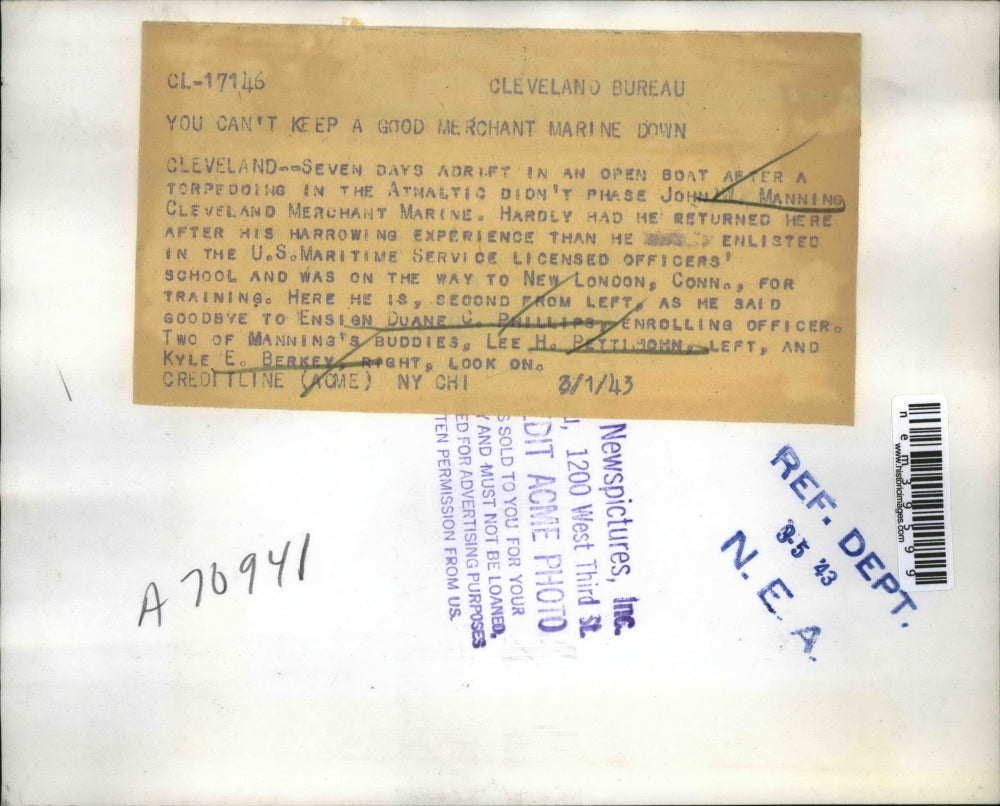 CL-17146 CLEVELAND BUREAU
YOU CAN'T KEEP A GOOD MERCHANT MARINE DOWN
CLEVELAND--SEVEN DAYS ADRIFT IN AN OPEN BOAT AFTER A
TORPEDOING IN THE ATNALTIC DIDN'T PHASE JOHN MANNING
CLEVELAND MERCHANT MARINE. HARDLY HAD HE RETURNED HERE
AFTER HIS HARROWING EXPERIENCE THAN HE ENLISTED
IN THE U.S.MARITIME SERVICE LICENSED OFFICERS'
SCHOOL AND WAS ON THE WAY TO NEW LONDON, CONN., FOR
TRAINING. HERE HE IS, SECOND FROM LEFT, AS HE SAID
GOODBYE TO ENSIGN DUANE C. PHILLIPS, ENROLLING OFFICER.
TWO OF MANNING'S BUDDIES, LEE H. PETTIJOHN, LEFT, AND
KYLE E. BERKEY, RIGHT, LOOK ON.
CREDITLINE (ACME) NY CHI 3/1/43
Newspictures, Inc.
1200 West Third St.
DIT ACME PHOTO
S SOLD TO YOU FOR YOUR
Y AND MUST NOT BE LOANED,
ED FOR ADVERTISING PURPOSES
TEN PERMISSION FROM US.
A70941
REF. DEPT.
3-5 '43
N. E. A.
www.historicimages.com
nem39599